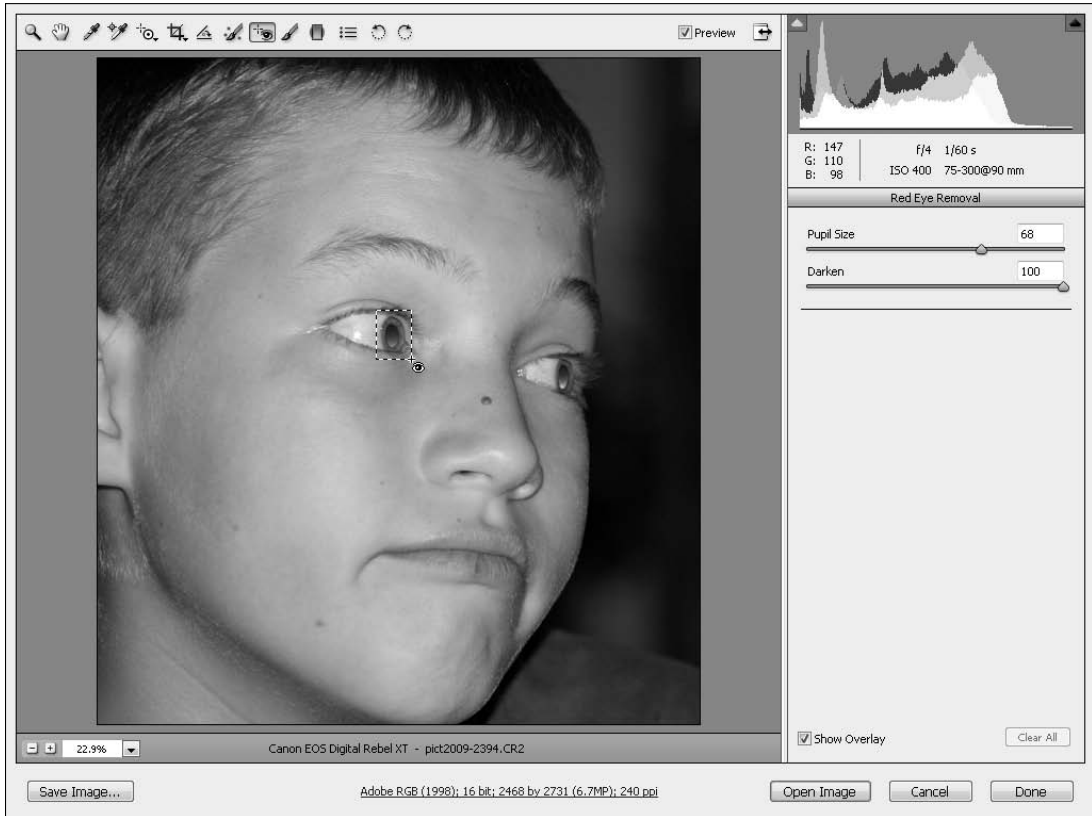 Preview
R: 147
G: 110
B: 98
f/4 1/60 s
ISO 400 75-300@90 mm
Red Eye Removal
Pupil Size 68
Darken 100
22.9%
Canon EOS Digital Rebel XT - pict2009-2394.CR2
Show Overlay
Clear All
Save Image...
Adobe RGB (1998); 16 bit; 2468 by 2731 (6.7MP); 240 ppi
Open Image
Cancel
Done